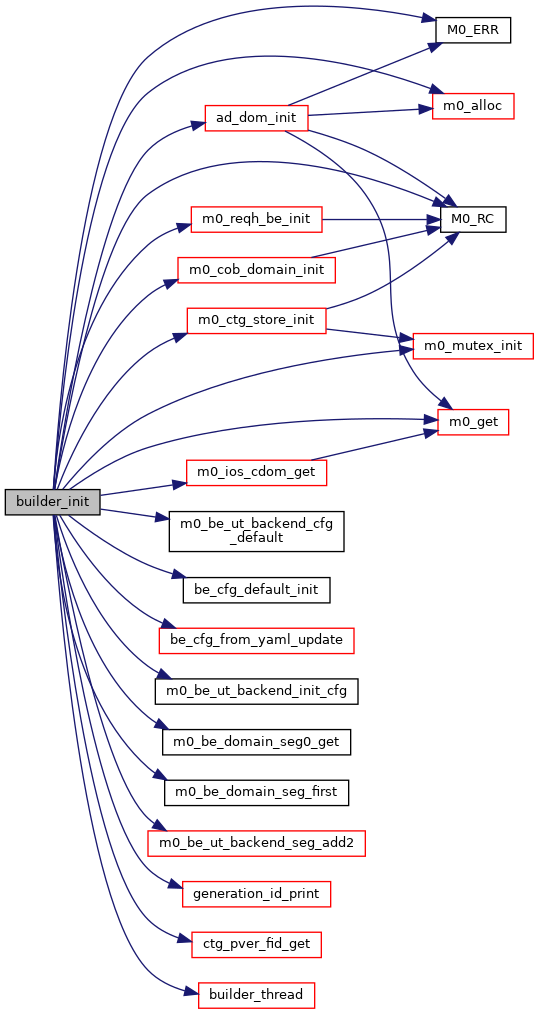 M0_ERR
m0_alloc
ad_dom_init
M0_RC
m0_reqh_be_init
m0_cob_domain_init
m0_ctg_store_init
m0_mutex_init
m0_get
m0_ios_cdom_get
builder_init
m0_be_ut_backend_cfg
_default
be_cfg_default_init
be_cfg_from_yaml_update
m0_be_ut_backend_init_cfg
m0_be_domain_seg0_get
m0_be_domain_seg_first
m0_be_ut_backend_seg_add2
generation_id_print
ctg_pver_fid_get
builder_thread